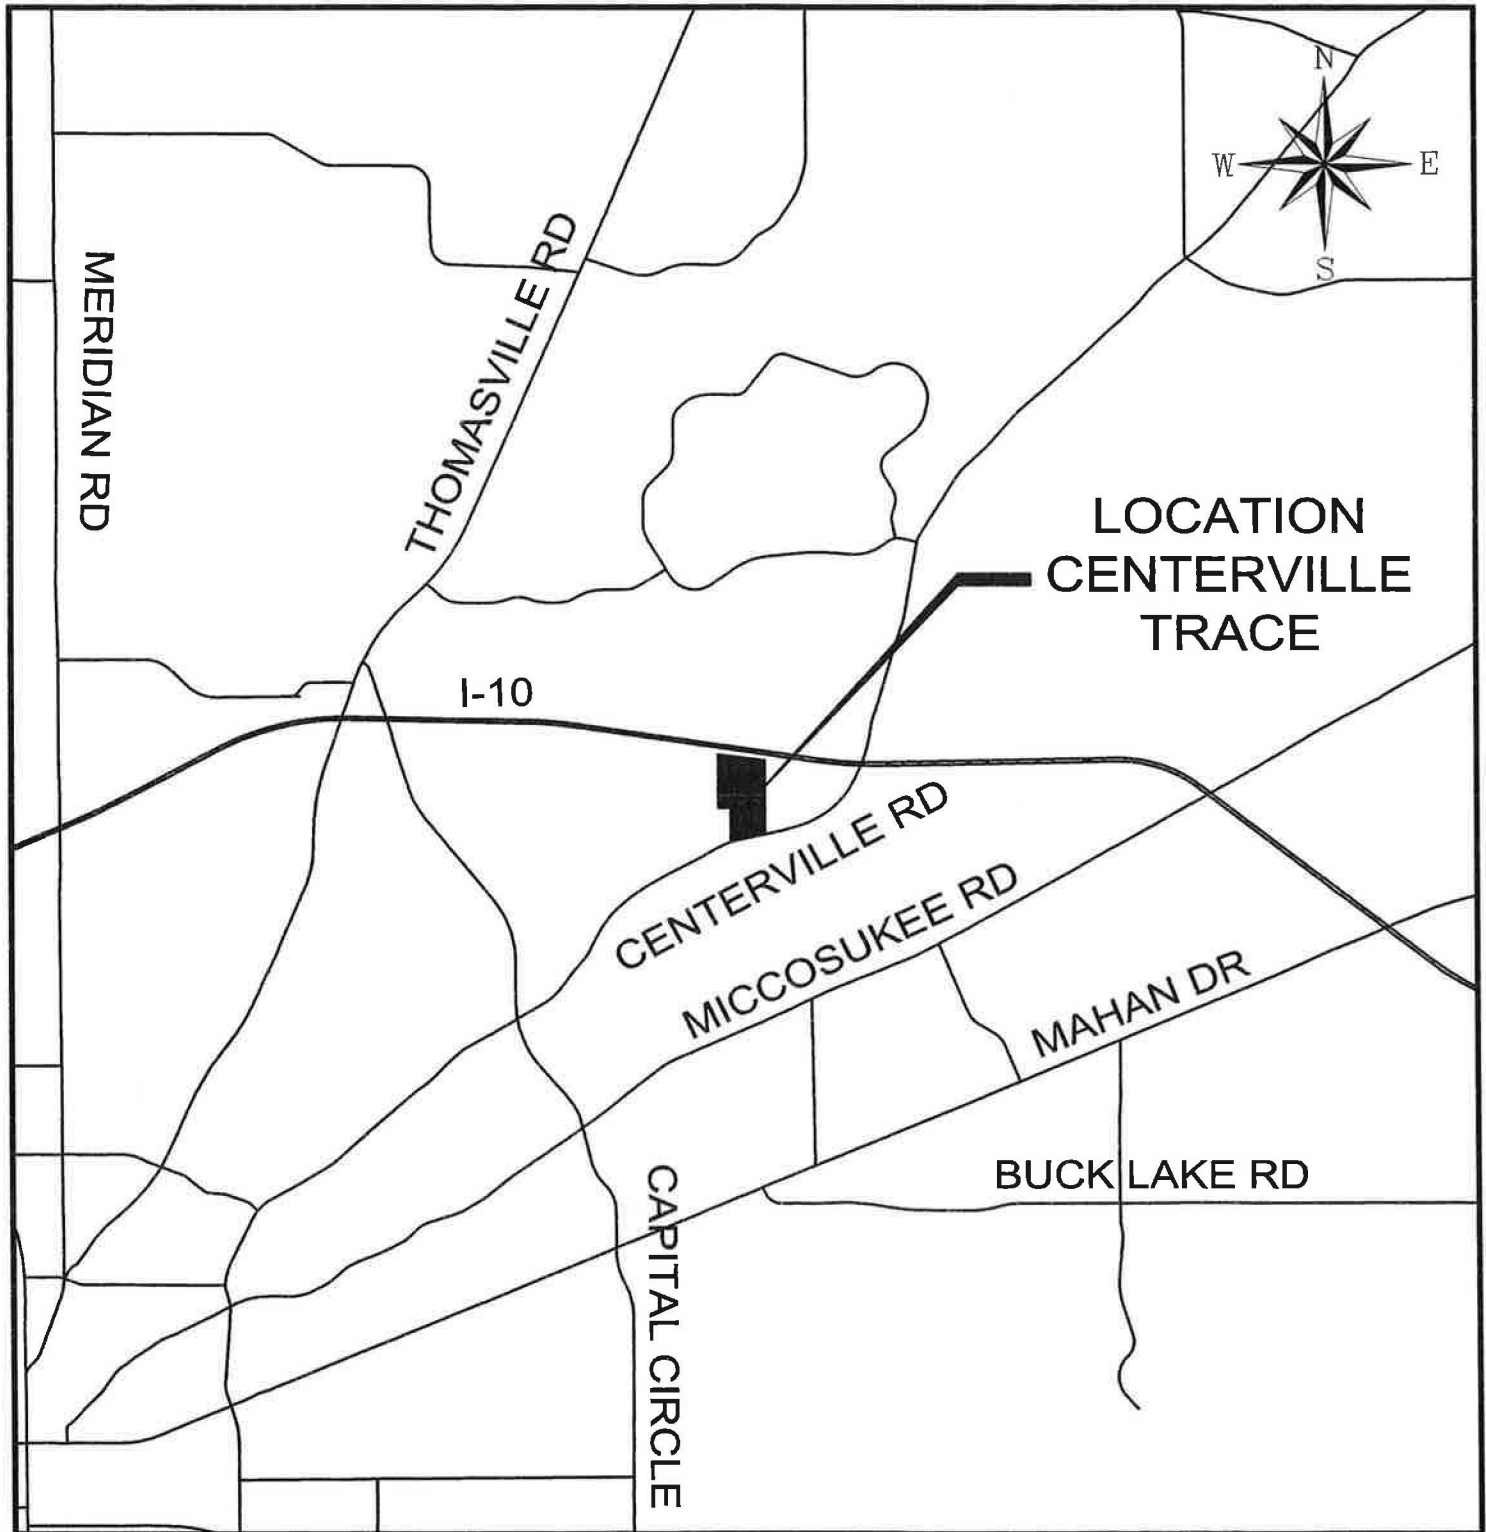 N
W
E
S
MERIDIAN RD
THOMASVILLE RD
LOCATION
CENTERVILLE
TRACE
I-10
CENTERVILLE RD
MICCOSUKEE RD
MAHAN DR
BUCK LAKE RD
CAPITAL CIRCLE